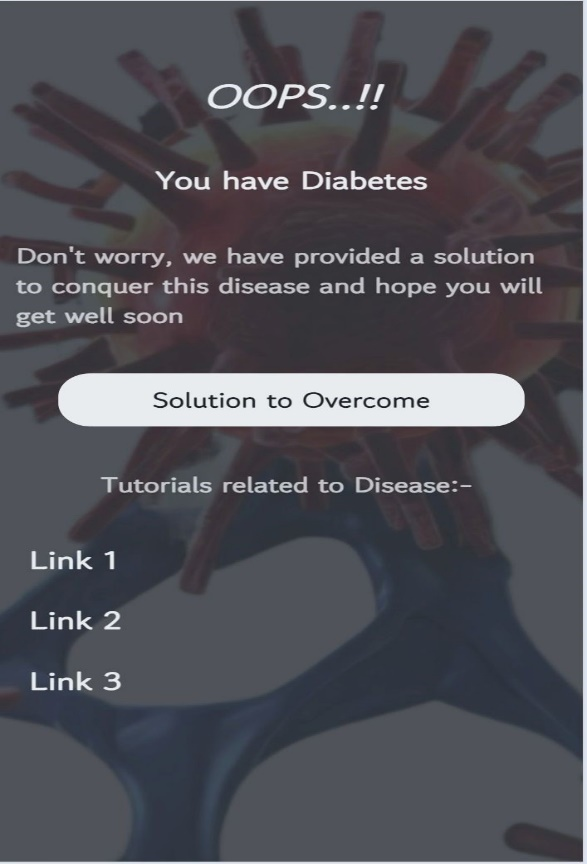 OOPS..!!
You have Diabetes
Don't worry, we have provided a solution
to conquer this disease and hope you will
get well soon
Solution to Overcome
Tutorials related to Disease:-
Link 1
Link 2
Link 3